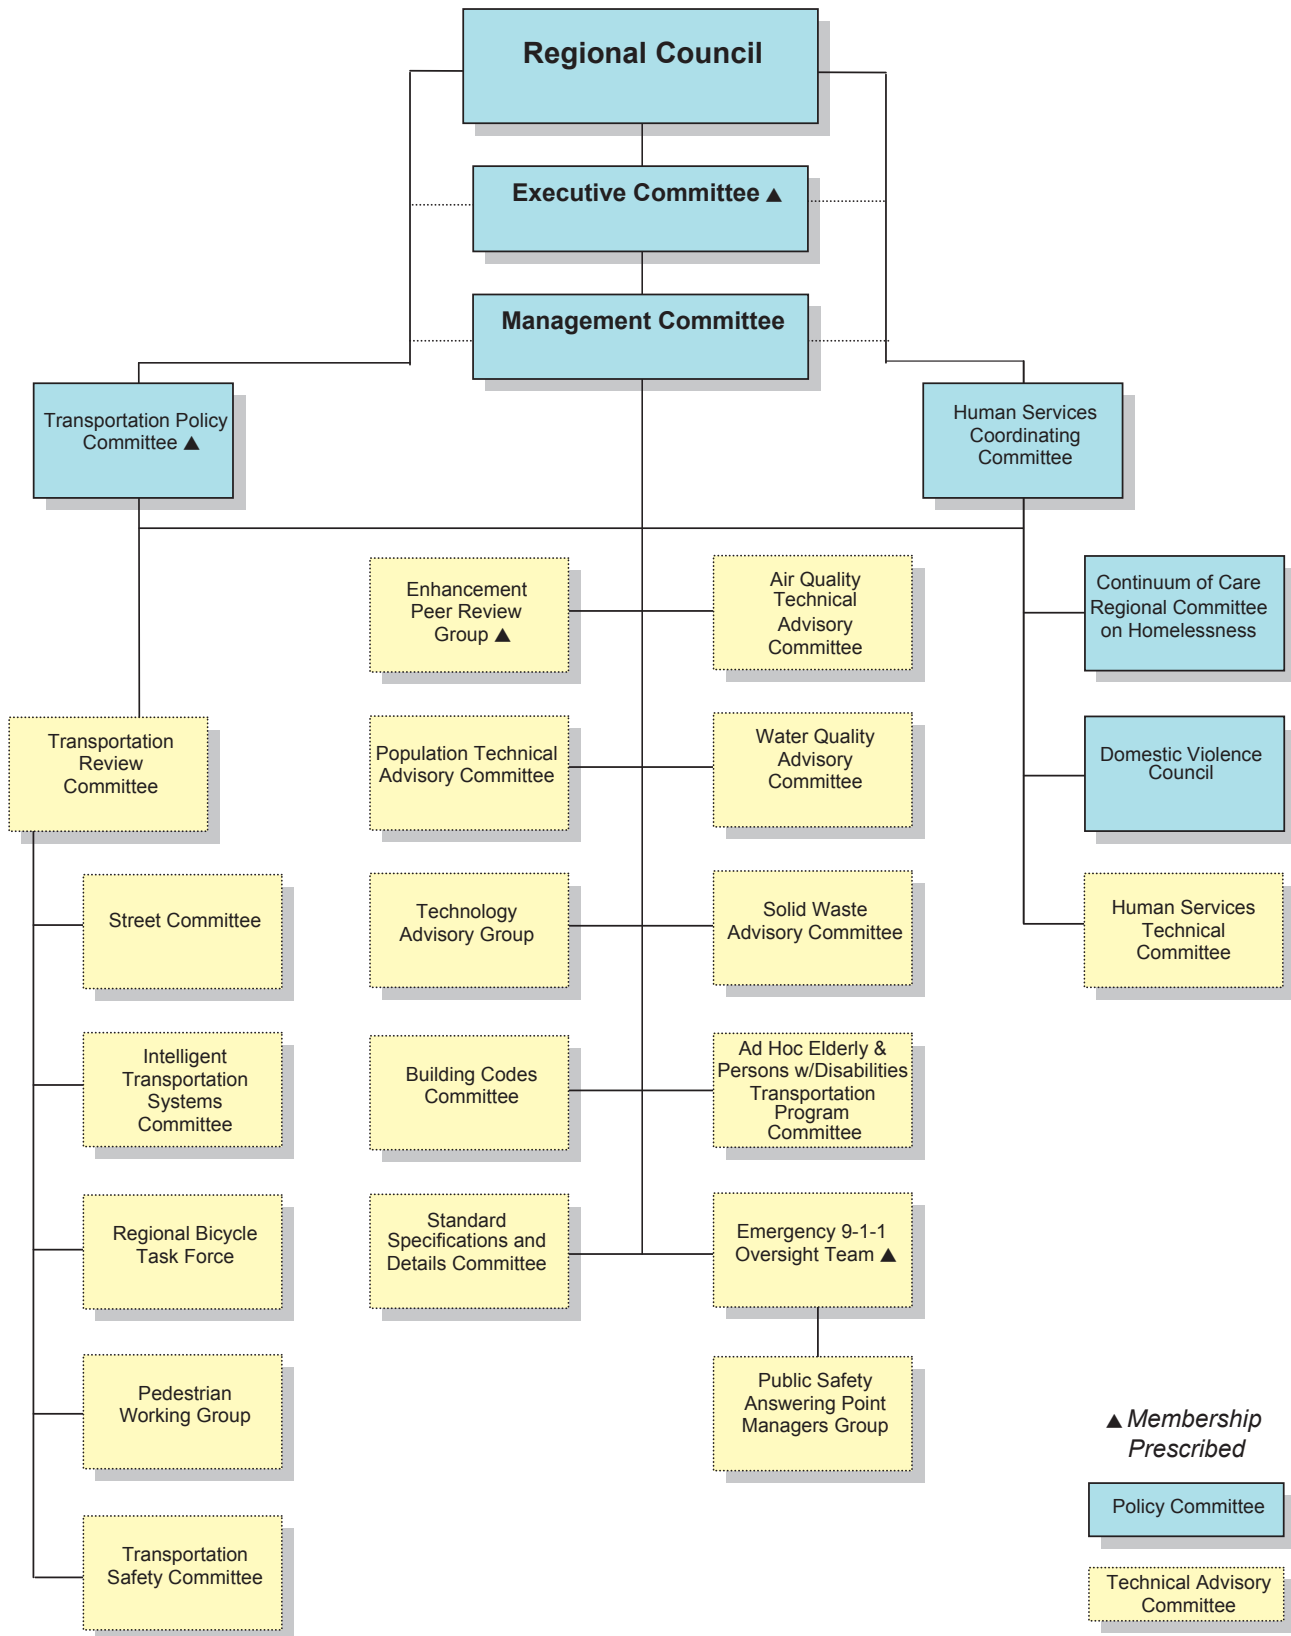 Regional Council
Executive Committee ▲
Management Committee
Transportation Policy
Committee ▲
Human Services
Coordinating
Committee
Enhancement
Peer Review
Group ▲
Air Quality
Technical
Advisory
Committee
Continuum of Care
Regional Committee
on Homelessness
Transportation
Review
Committee
Population Technical
Advisory Committee
Water Quality
Advisory
Committee
Domestic Violence
Council
Street Committee
Technology
Advisory Group
Solid Waste
Advisory Committee
Human Services
Technical
Committee
Intelligent
Transportation
Systems
Committee
Building Codes
Committee
Ad Hoc Elderly &
Persons w/Disabilities
Transportation
Program
Committee
Regional Bicycle
Task Force
Standard
Specifications and
Details Committee
Emergency 9-1-1
Oversight Team ▲
Pedestrian
Working Group
Public Safety
Answering Point
Managers Group
Transportation
Safety Committee
▲ Membership
Prescribed
Policy Committee
Technical Advisory
Committee